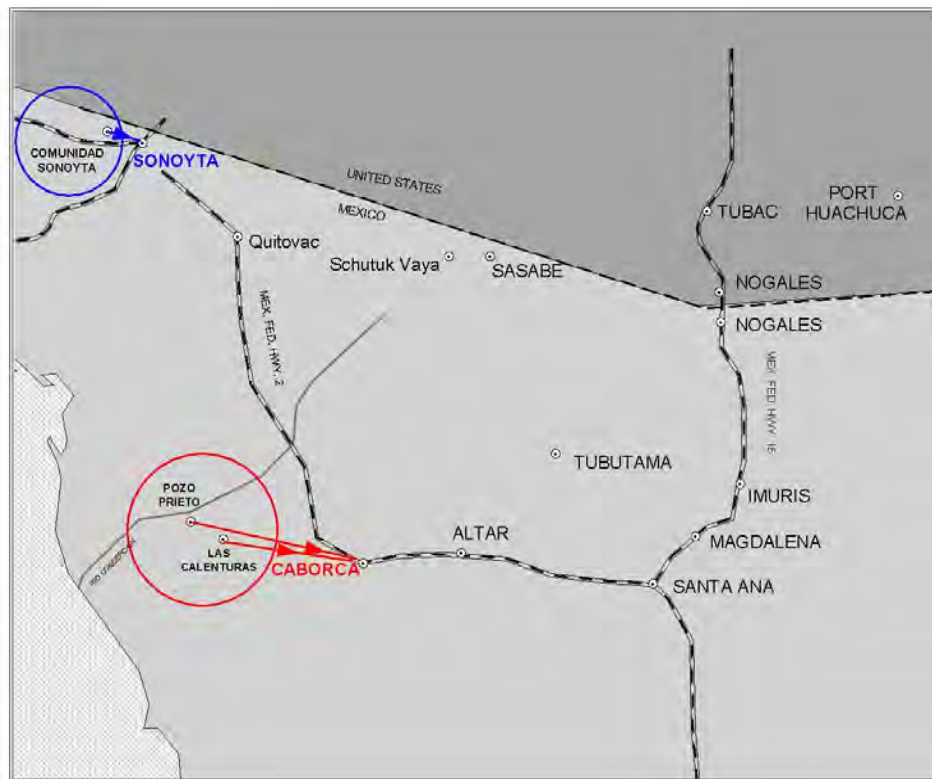 COMUNIDAD
SONOYTA
SONOYTA
UNITED STATES
MEXICO
PORT
HUACHUCA
TUBAC
Quitovac
Schutuk Vaya
SASABE
NOGALES
NOGALES
MEX. FED. HWY. 2
MEX. FED. HWY. 15
TUBUTAMA
POZO
PRIETO
IMURIS
LAS
CALENTURAS
ALTAR
MAGDALENA
CABORCA
RIO
SANTA ANA